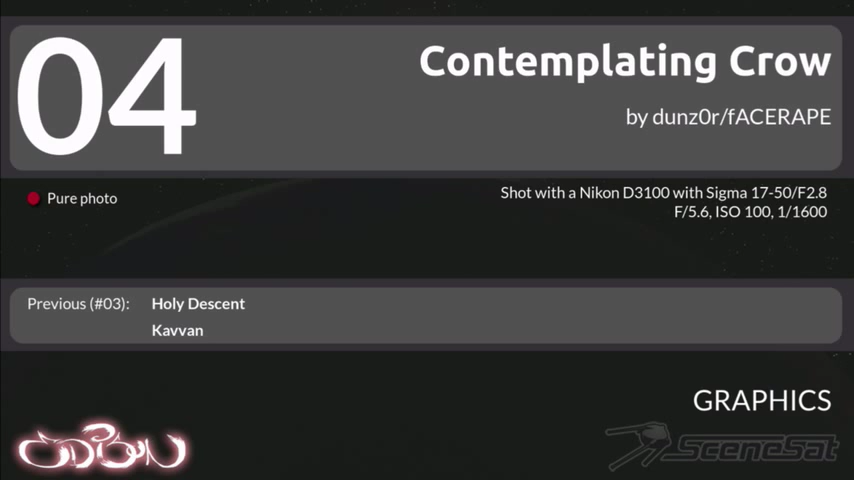 04
Contemplating Crow
by dunz0r/fACERAPE
Pure photo
Shot with a Nikon D3100 with Sigma 17-50/F2.8
F/5.6, ISO 100, 1/1600
Previous (#03): Holy Descent
Kavvan
GRAPHICS
SceneSat